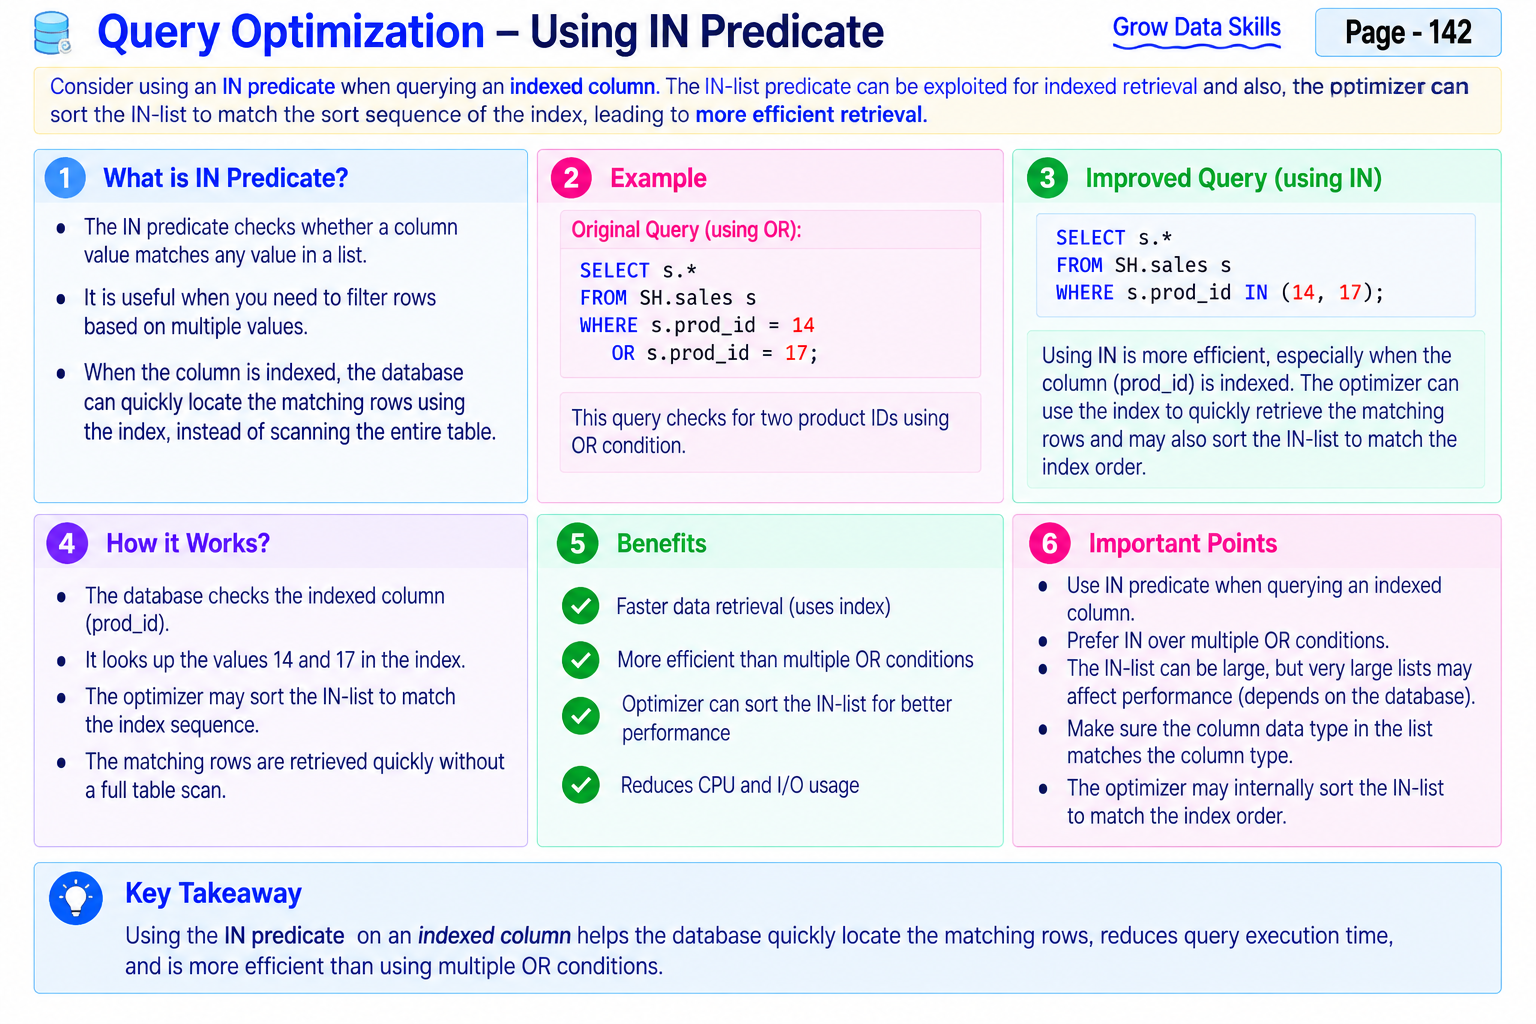 Query Optimization – Using IN Predicate
Grow Data Skills
Page - 142
Consider using an IN predicate when querying an indexed column. The IN-list predicate can be exploited for indexed retrieval and also, the pptimizer can
sort the IN-list to match the sort sequence of the index, leading to more efficient retrieval.
1 What is IN Predicate?
• The IN predicate checks whether a column
value matches any value in a list.
• It is useful when you need to filter rows
based on multiple values.
• When the column is indexed, the database
can quickly locate the matching rows using
the index, instead of scanning the entire table.
2 Example
Original Query (using OR):
SELECT s.*
FROM SH.sales s
WHERE s.prod_id = 14
OR s.prod_id = 17;
This query checks for two product IDs using
OR condition.
3 Improved Query (using IN)
SELECT s.*
FROM SH.sales s
WHERE s.prod_id IN (14, 17);
Using IN is more efficient, especially when the
column (prod_id) is indexed. The optimizer can
use the index to quickly retrieve the matching
rows and may also sort the IN-list to match the
index order.
4 How it Works?
• The database checks the indexed column
(prod_id).
• It looks up the values 14 and 17 in the index.
• The optimizer may sort the IN-list to match
the index sequence.
• The matching rows are retrieved quickly without
a full table scan.
5 Benefits
Faster data retrieval (uses index)
More efficient than multiple OR conditions
Optimizer can sort the IN-list for better
performance
Reduces CPU and I/O usage
6 Important Points
• Use IN predicate when querying an indexed
column.
• Prefer IN over multiple OR conditions.
• The IN-list can be large, but very large lists may
affect performance (depends on the database).
• Make sure the column data type in the list
matches the column type.
• The optimizer may internally sort the IN-list
to match the index order.
Key Takeaway
Using the IN predicate on an indexed column helps the database quickly locate the matching rows, reduces query execution time,
and is more efficient than using multiple OR conditions.